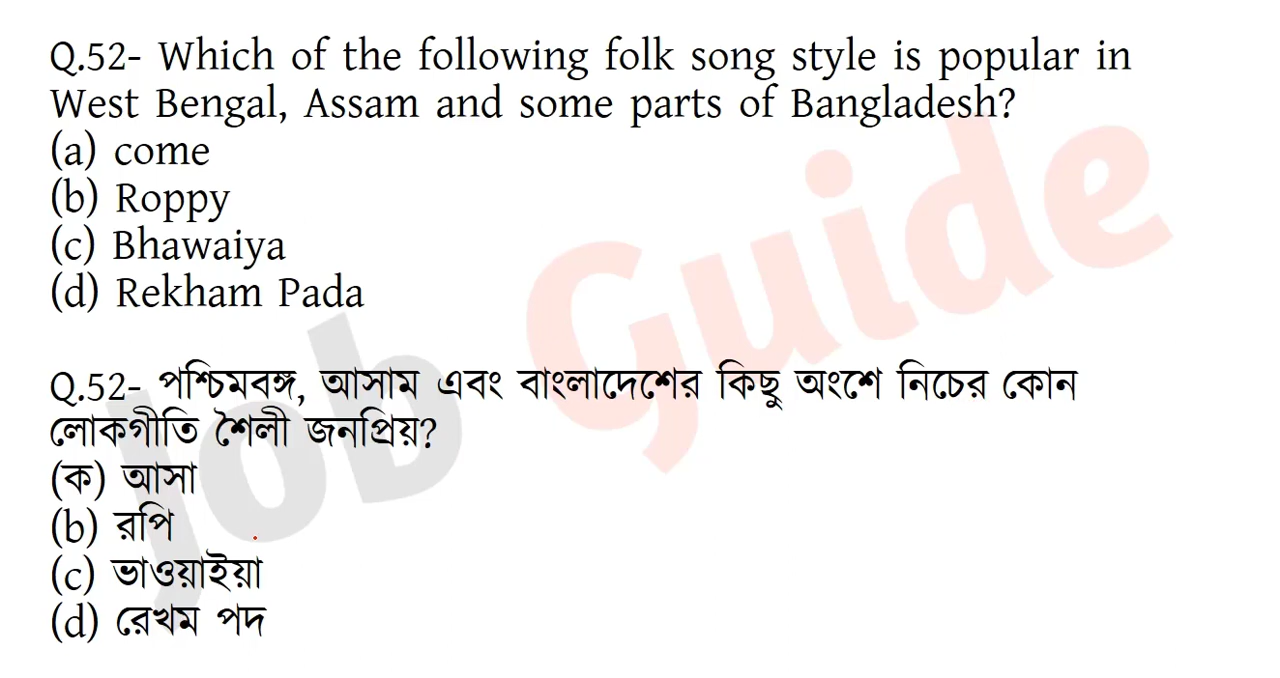 Q.52- Which of the following folk song style is popular in
West Bengal, Assam and some parts of Bangladesh?
(a) come
(b) Roppy
(c) Bhawaiya
(d) Rekham Pada
Q.52- পশ্চিমবঙ্গ, আসাম এবং বাংলাদেশের কিছু অংশে নিচের কোন
লোকগীতি শৈলী জনপ্রিয়?
(ক) আসা
(b) রপি
(c) ভাওয়াইয়া
(d) রেখম পদ
Job Guide